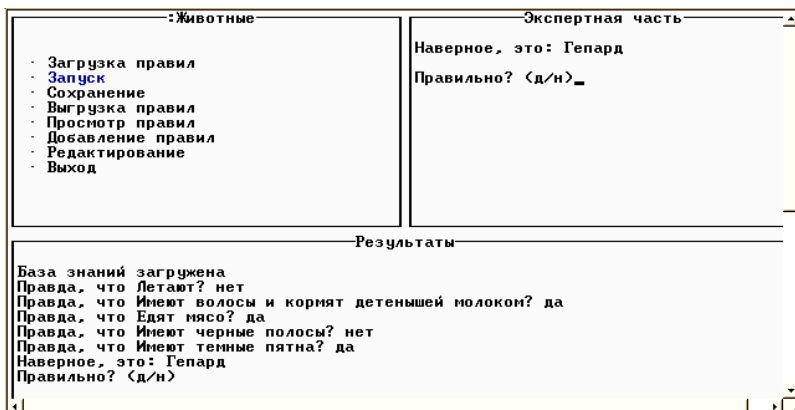 :Животные
· Загрузка правил
· Запуск
· Сохранение
· Выгрузка правил
· Просмотр правил
· Добавление правил
· Редактирование
· Выход
Экспертная часть
Наверное, это: Гепард
Правильно? (д/н)_
Результаты
База знаний загружена
Правда, что Летают? нет
Правда, что Имеют волосы и кормят детенышей молоком? да
Правда, что Едят мясо? да
Правда, что Имеют черные полосы? нет
Правда, что Имеют темные пятна? да
Наверное, это: Гепард
Правильно? (д/н)